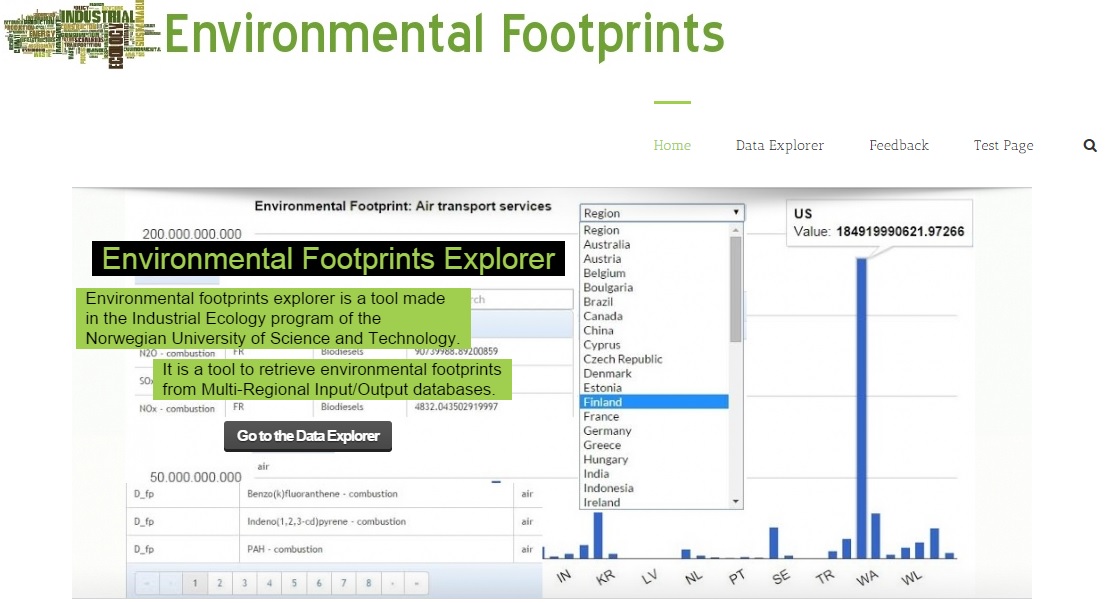 INDUSTRIAL
ECOLOGY
SUSTAINABLE
ENERGY
Environmental Footprints
Home
Data Explorer
Feedback
Test Page
Environmental Footprint: Air transport services
200.000.000.000
Region
US
Value: 184919990621.97266
Environmental Footprints Explorer
Environmental footprints explorer is a tool made
in the Industrial Ecology program of the
Norwegian University of Science and Technology.
N2O - combustion FR Biodiesels 90739988.89200859
It is a tool to retrieve environmental footprints
from Multi-Regional Input/Output databases.
NOx - combustion FR Biodiesels 4832.043502919997
Go to the Data Explorer
air
50.000.000.000
D_fp Benzo(k)fluoranthene - combustion air
D_fp Indeno(1,2,3-cd)pyrene - combustion air
D_fp PAH - combustion air
1 2 3 4 5 6 7 8
Region
Australia
Austria
Belgium
Boulgaria
Brazil
Canada
China
Cyprus
Czech Republic
Denmark
Estonia
Finland
France
Germany
Greece
Hungary
India
Indonesia
Ireland
IN KR LV NL PT SE TR WA WL